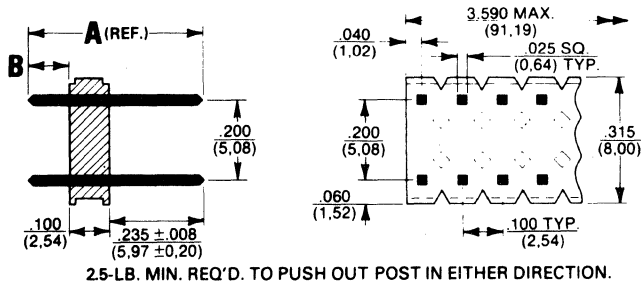 A (REF.)
B
.200
(5,08)
.100
(2,54)
.235 ±.008
(5,97 ±0,20)
3.590 MAX.
(91,19)
.040
(1,02)
.025 SQ.
(0,64) TYP.
.200
(5,08)
.315
(8,00)
.060
(1,52)
.100 TYP.
(2,54)
2.5-LB. MIN. REQ'D. TO PUSH OUT POST IN EITHER DIRECTION.